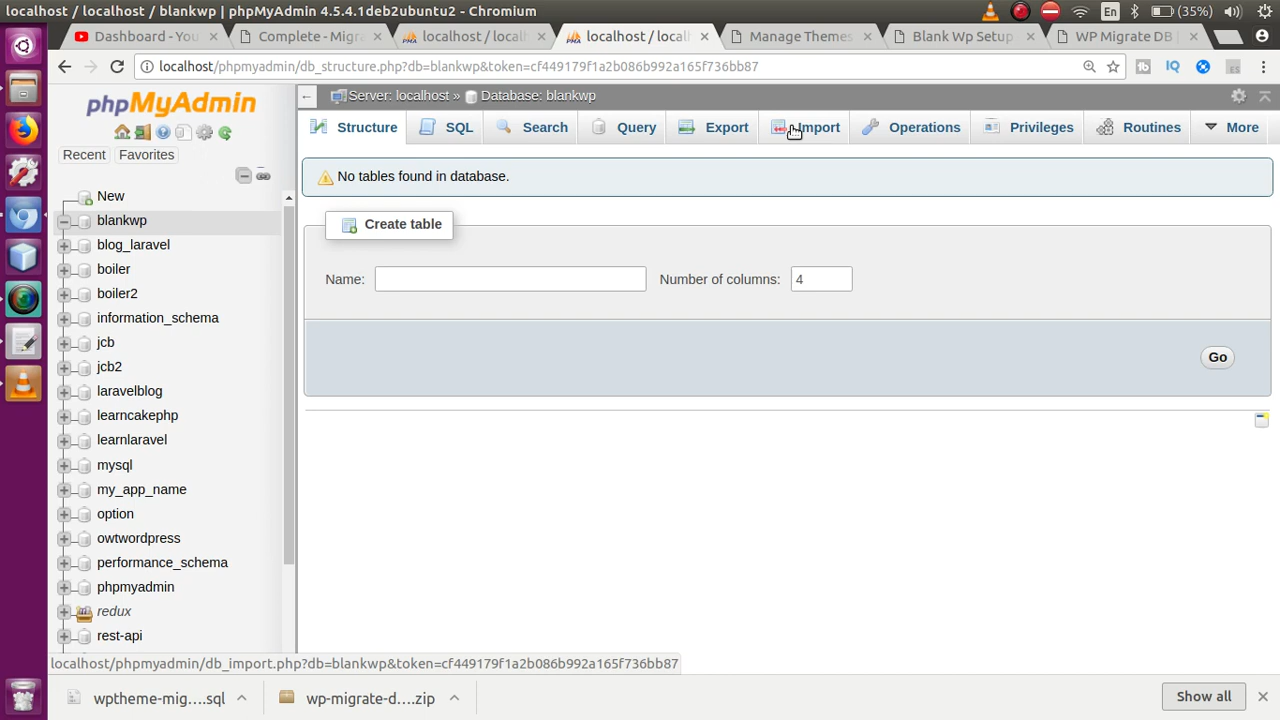 localhost / localhost / blankwp | phpMyAdmin 4.5.4.1deb2ubuntu2 - Chromium
En (35%)
Dashboard - You
Complete - Migra
localhost / locall
localhost / locall
Manage Themes
Blank Wp Setup
WP Migrate DB |
localhost/phpmyadmin/db_structure.php?db=blankwp&token=cf449179f1a2b086b992a165f736bb87
IQ
ES
phpMyAdmin
Recent Favorites
New
blankwp
blog_laravel
boiler
boiler2
information_schema
jcb
jcb2
laravelblog
learncakephp
learnlaravel
mysql
my_app_name
option
owtwordpress
performance_schema
phpmyadmin
redux
rest-api
Server: localhost » Database: blankwp
Structure SQL Search Query Export Import Operations Privileges Routines More
No tables found in database.
Create table
Name: Number of columns: 4
Go
localhost/phpmyadmin/db_import.php?db=blankwp&token=cf449179f1a2b086b992a165f736bb87
wptheme-mig....sql
wp-migrate-d....zip
Show all